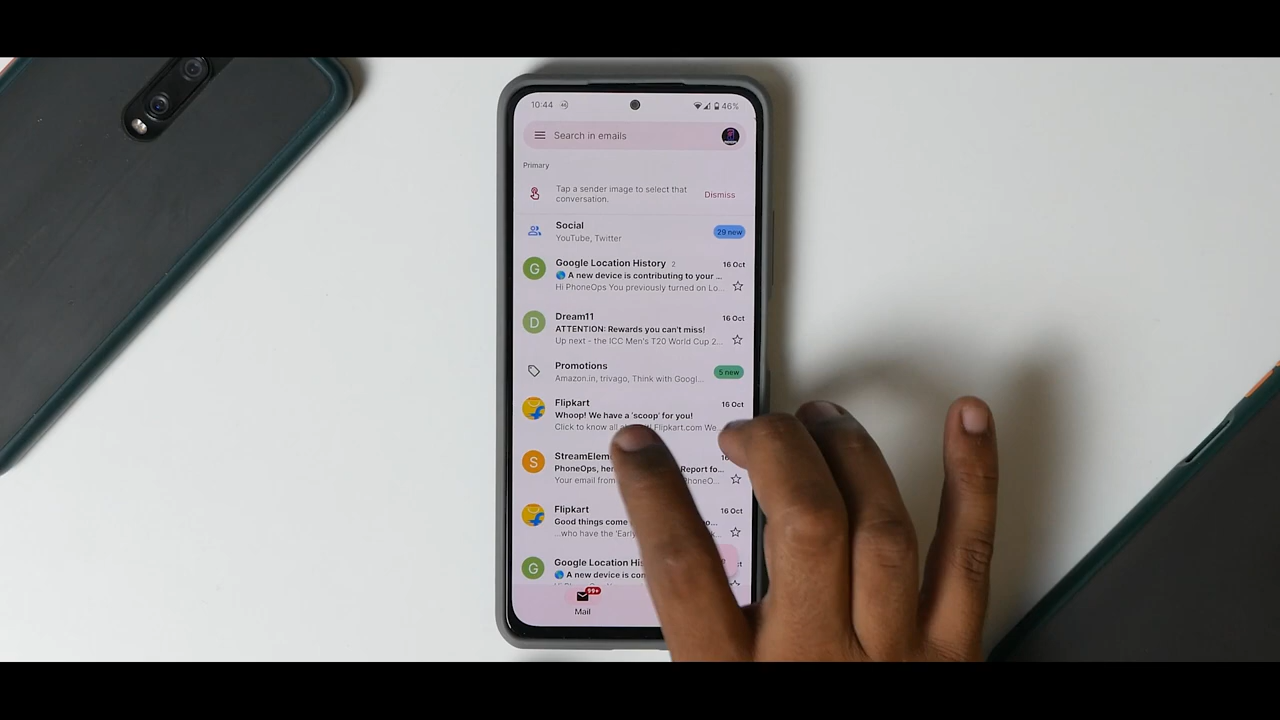 10:44
46%
Search in emails
Primary
Tap a sender image to select that
conversation.
Dismiss
Social
29 new
YouTube, Twitter
G
Google Location History 2
16 Oct
A new device is contributing to your ...
Hi PhoneOps You previously turned on Lo...
D
Dream11
16 Oct
ATTENTION: Rewards you can't miss!
Up next - the ICC Men's T20 World Cup 2...
Promotions
5 new
Amazon.in, trivago, Think with Googl...
Flipkart
16 Oct
Whoop! We have a 'scoop' for you!
Click to know all Flipkart.com We...
S
StreamElem
PhoneOps, her Report fo...
Your email from PhoneO...
Flipkart
16 Oct
Good things come
...who have the 'Early
G
Google Location His
A new device is con
99+
Mail